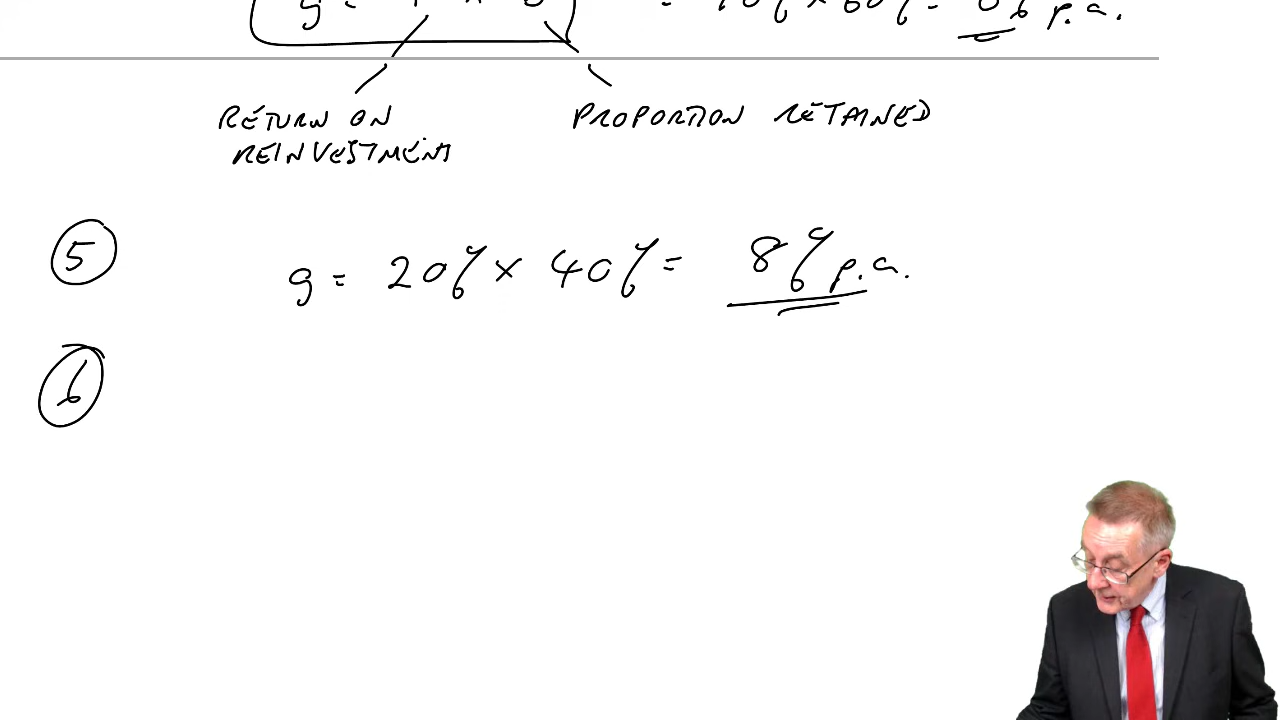 g =
p.a.
RETURN ON
REINVESTMENT
PROPORTION RETAINED
5
g = 20% × 40% = 8% p.a.
6